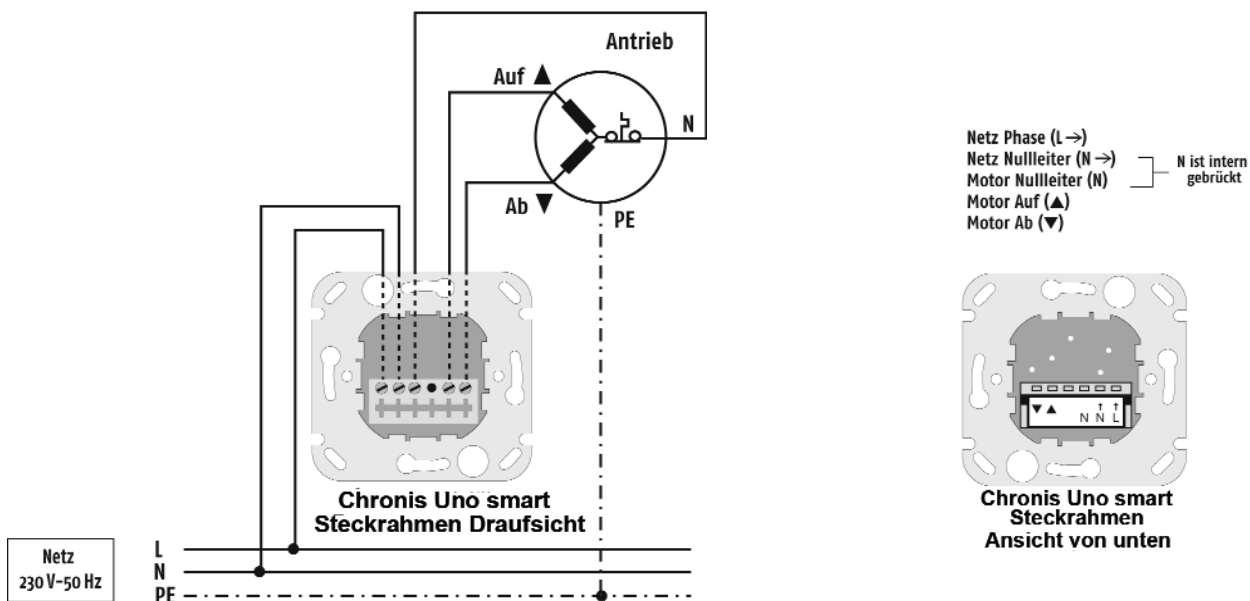 Antrieb
Auf ▲
N
Ab ▼
PE
Chronis Uno smart
Steckrahmen Draufsicht
Netz
230 V-50 Hz
L
N
PE
Netz Phase (L →)
Netz Nullleiter (N →)
Motor Nullleiter (N)
Motor Auf (▲)
Motor Ab (▼)
N ist intern
gebrückt
▼ ▲ N N L
↑ ↑
Chronis Uno smart
Steckrahmen
Ansicht von unten